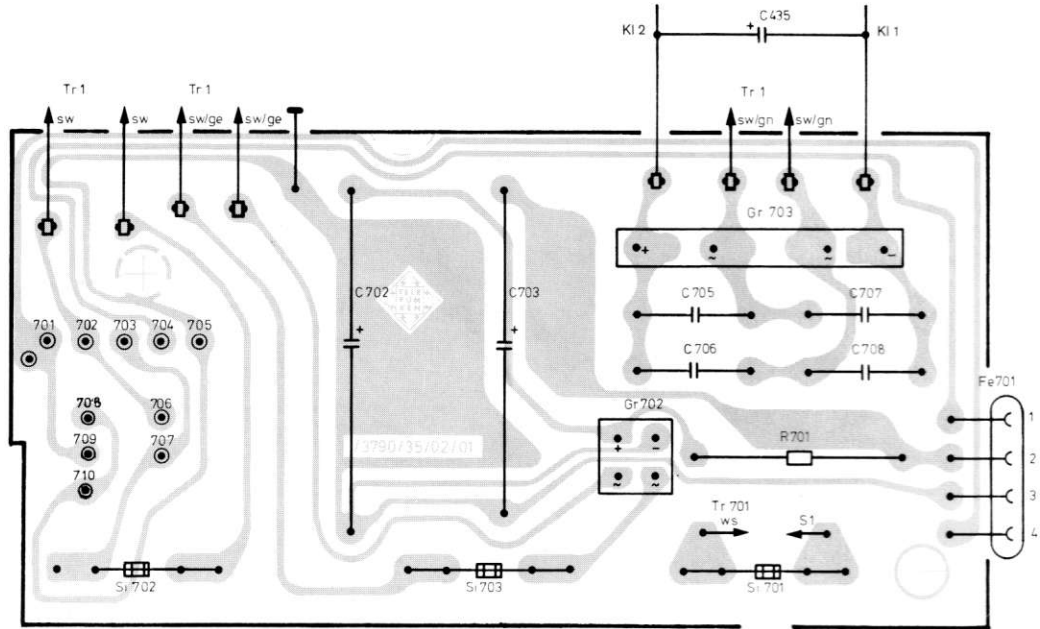 C435
+
Kl 2
Kl 1
Tr 1
Tr 1
Tr 1
sw
sw
sw/ge
sw/ge
sw/gn
sw/gn
Gr 703
+ ~ ~ -
C702
+
C703
+
C705
C707
C706
C708
701 702 703 704 705
708
706
709
707
710
/3790/35/02/01
Gr702
+ -
~ ~
R701
Fe701
1
2
3
4
Tr 701
ws
S1
Si 702
Si 703
Si 701